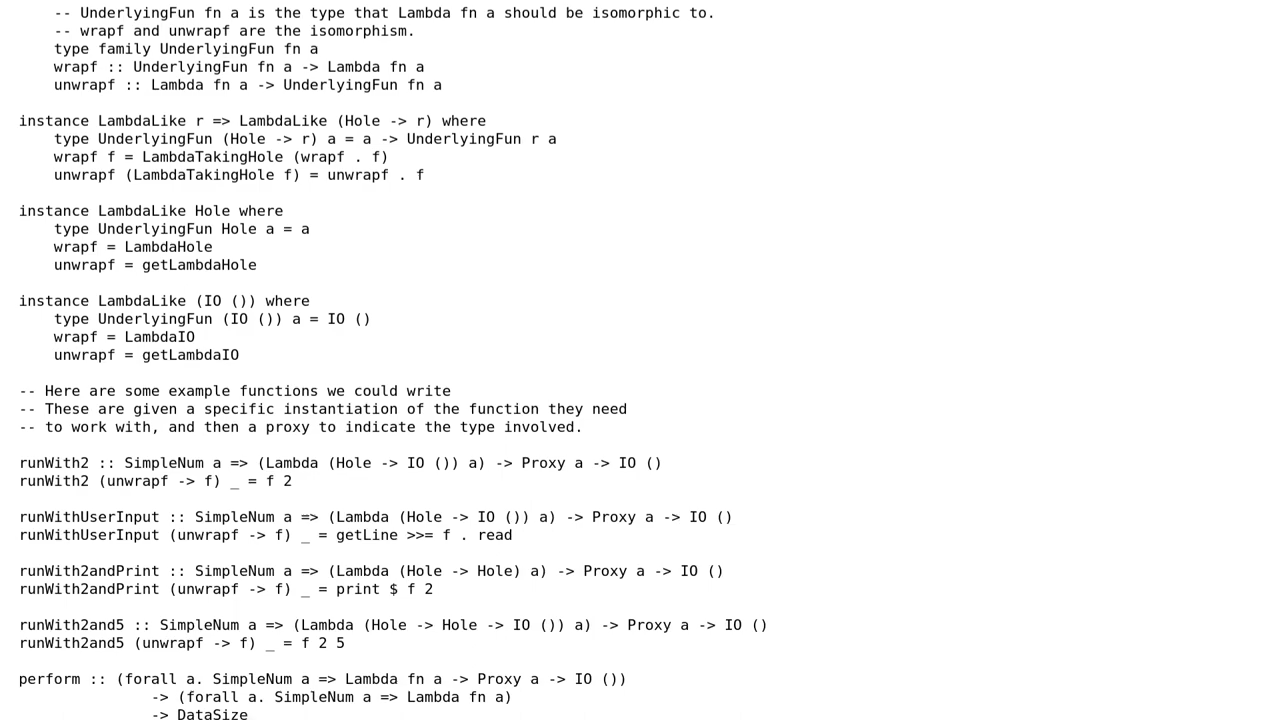 -- UnderlyingFun fn a is the type that Lambda fn a should be isomorphic to.
-- wrapf and unwrapf are the isomorphism.
type family UnderlyingFun fn a
wrapf :: UnderlyingFun fn a -> Lambda fn a
unwrapf :: Lambda fn a -> UnderlyingFun fn a
instance LambdaLike r => LambdaLike (Hole -> r) where
type UnderlyingFun (Hole -> r) a = a -> UnderlyingFun r a
wrapf f = LambdaTakingHole (wrapf . f)
unwrapf (LambdaTakingHole f) = unwrapf . f
instance LambdaLike Hole where
type UnderlyingFun Hole a = a
wrapf = LambdaHole
unwrapf = getLambdaHole
instance LambdaLike (IO ()) where
type UnderlyingFun (IO ()) a = IO ()
wrapf = LambdaIO
unwrapf = getLambdaIO
-- Here are some example functions we could write
-- These are given a specific instantiation of the function they need
-- to work with, and then a proxy to indicate the type involved.
runWith2 :: SimpleNum a => (Lambda (Hole -> IO ()) a) -> Proxy a -> IO ()
runWith2 (unwrapf -> f) _ = f 2
runWithUserInput :: SimpleNum a => (Lambda (Hole -> IO ()) a) -> Proxy a -> IO ()
runWithUserInput (unwrapf -> f) _ = getLine >>= f . read
runWith2andPrint :: SimpleNum a => (Lambda (Hole -> Hole) a) -> Proxy a -> IO ()
runWith2andPrint (unwrapf -> f) _ = print $ f 2
runWith2and5 :: SimpleNum a => (Lambda (Hole -> Hole -> IO ()) a) -> Proxy a -> IO ()
runWith2and5 (unwrapf -> f) _ = f 2 5
perform :: (forall a. SimpleNum a => Lambda fn a -> Proxy a -> IO ())
-> (forall a. SimpleNum a => Lambda fn a)
-> DataSize